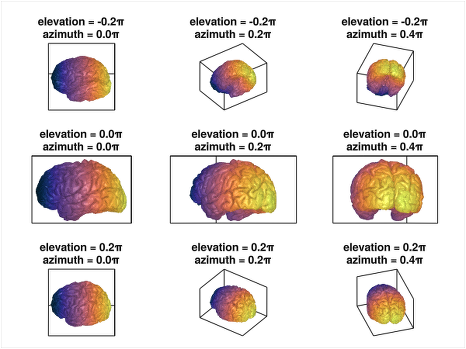 elevation = -0.2π
azimuth = 0.0π
elevation = -0.2π
azimuth = 0.2π
elevation = -0.2π
azimuth = 0.4π
elevation = 0.0π
azimuth = 0.0π
elevation = 0.0π
azimuth = 0.2π
elevation = 0.0π
azimuth = 0.4π
elevation = 0.2π
azimuth = 0.0π
elevation = 0.2π
azimuth = 0.2π
elevation = 0.2π
azimuth = 0.4π